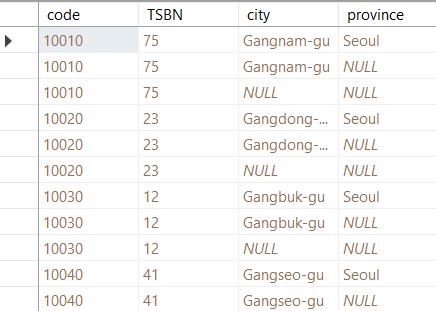 code TSBN city province
10010 75 Gangnam-gu Seoul
10010 75 Gangnam-gu NULL
10010 75 NULL NULL
10020 23 Gangdong-... Seoul
10020 23 Gangdong-... NULL
10020 23 NULL NULL
10030 12 Gangbuk-gu Seoul
10030 12 Gangbuk-gu NULL
10030 12 NULL NULL
10040 41 Gangseo-gu Seoul
10040 41 Gangseo-gu NULL